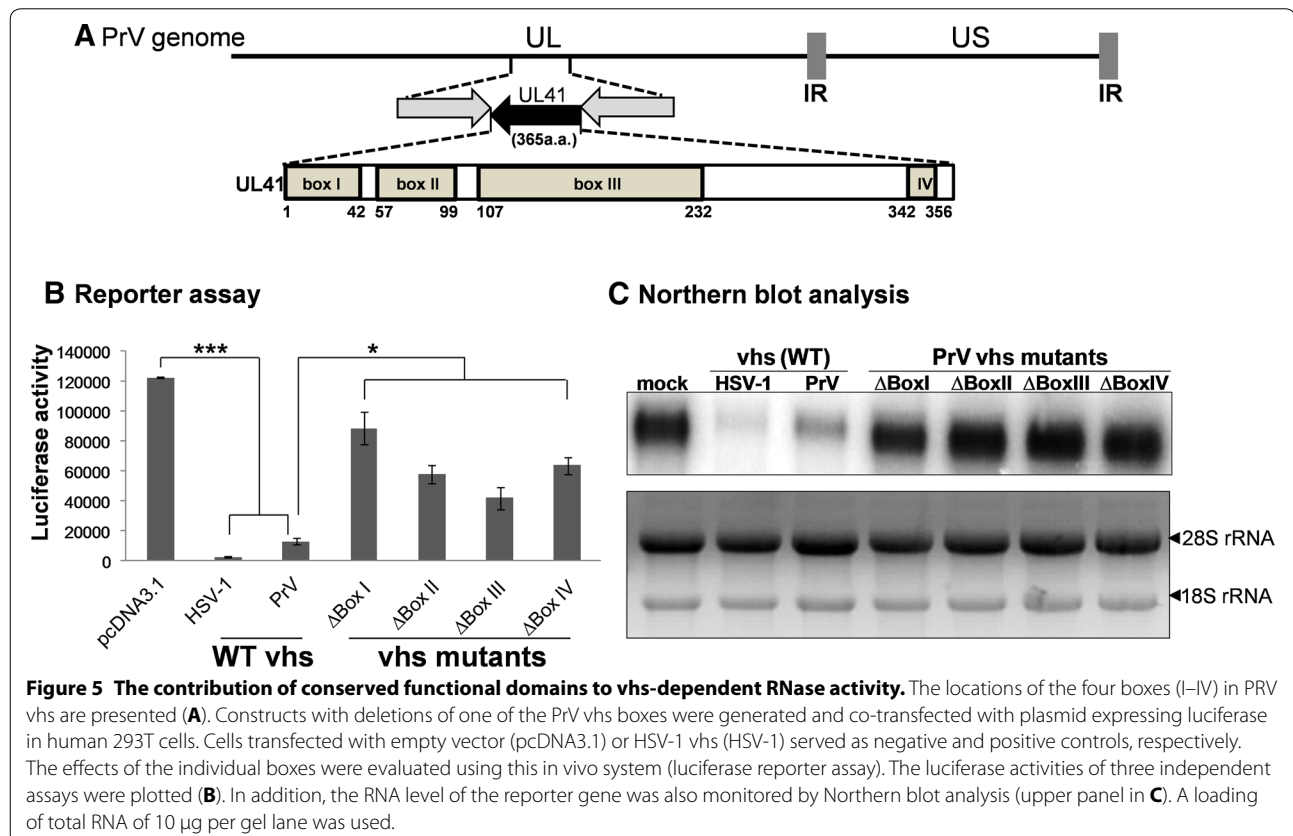 A PrV genome
UL
US
IR
IR
UL41
(365a.a.)
UL41
box I
box II
box III
IV
1
42
57
99
107
232
342
356
B Reporter assay
Luciferase activity
140000
120000
100000
80000
60000
40000
20000
0
***
*
pcDNA3.1
HSV-1
PrV
ΔBox I
ΔBox II
ΔBox III
ΔBox IV
WT vhs
vhs mutants
C Northern blot analysis
vhs (WT)
PrV vhs mutants
mock
HSV-1
PrV
ΔBoxI
ΔBoxII
ΔBoxIII
ΔBoxIV
28S rRNA
18S rRNA
Figure 5 The contribution of conserved functional domains to vhs-dependent RNase activity. The locations of the four boxes (I–IV) in PRV
vhs are presented (A). Constructs with deletions of one of the PrV vhs boxes were generated and co-transfected with plasmid expressing luciferase
in human 293T cells. Cells transfected with empty vector (pcDNA3.1) or HSV-1 vhs (HSV-1) served as negative and positive controls, respectively.
The effects of the individual boxes were evaluated using this in vivo system (luciferase reporter assay). The luciferase activities of three independent
assays were plotted (B). In addition, the RNA level of the reporter gene was also monitored by Northern blot analysis (upper panel in C). A loading
of total RNA of 10 µg per gel lane was used.